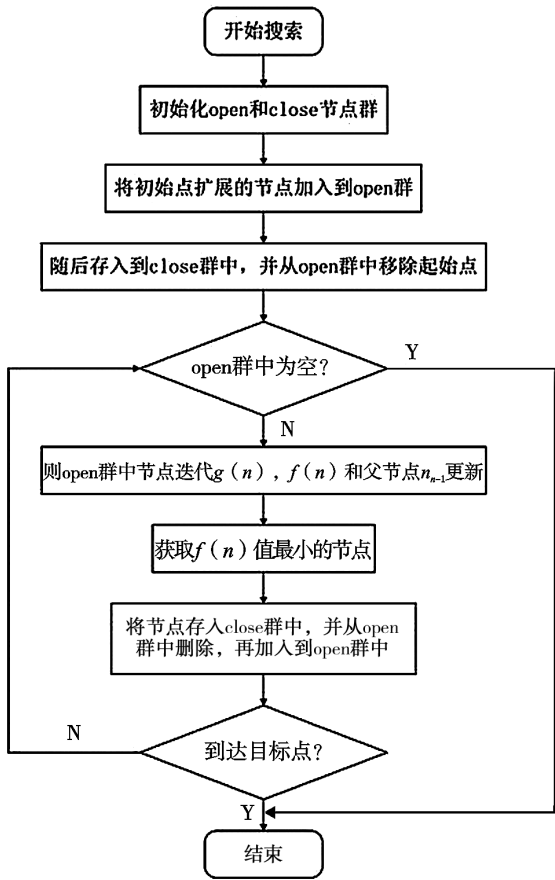 开始搜索
初始化open和close节点群
将初始点扩展的节点加入到open群
随后存入到close群中，并从open群中移除起始点
open群中为空？
Y
N
则open群中节点迭代g（n），f（n）和父节点nₙ₋₁更新
获取f（n）值最小的节点
将节点存入close群中，并从open
群中删除，再加入到open群中
N
到达目标点？
Y
结束